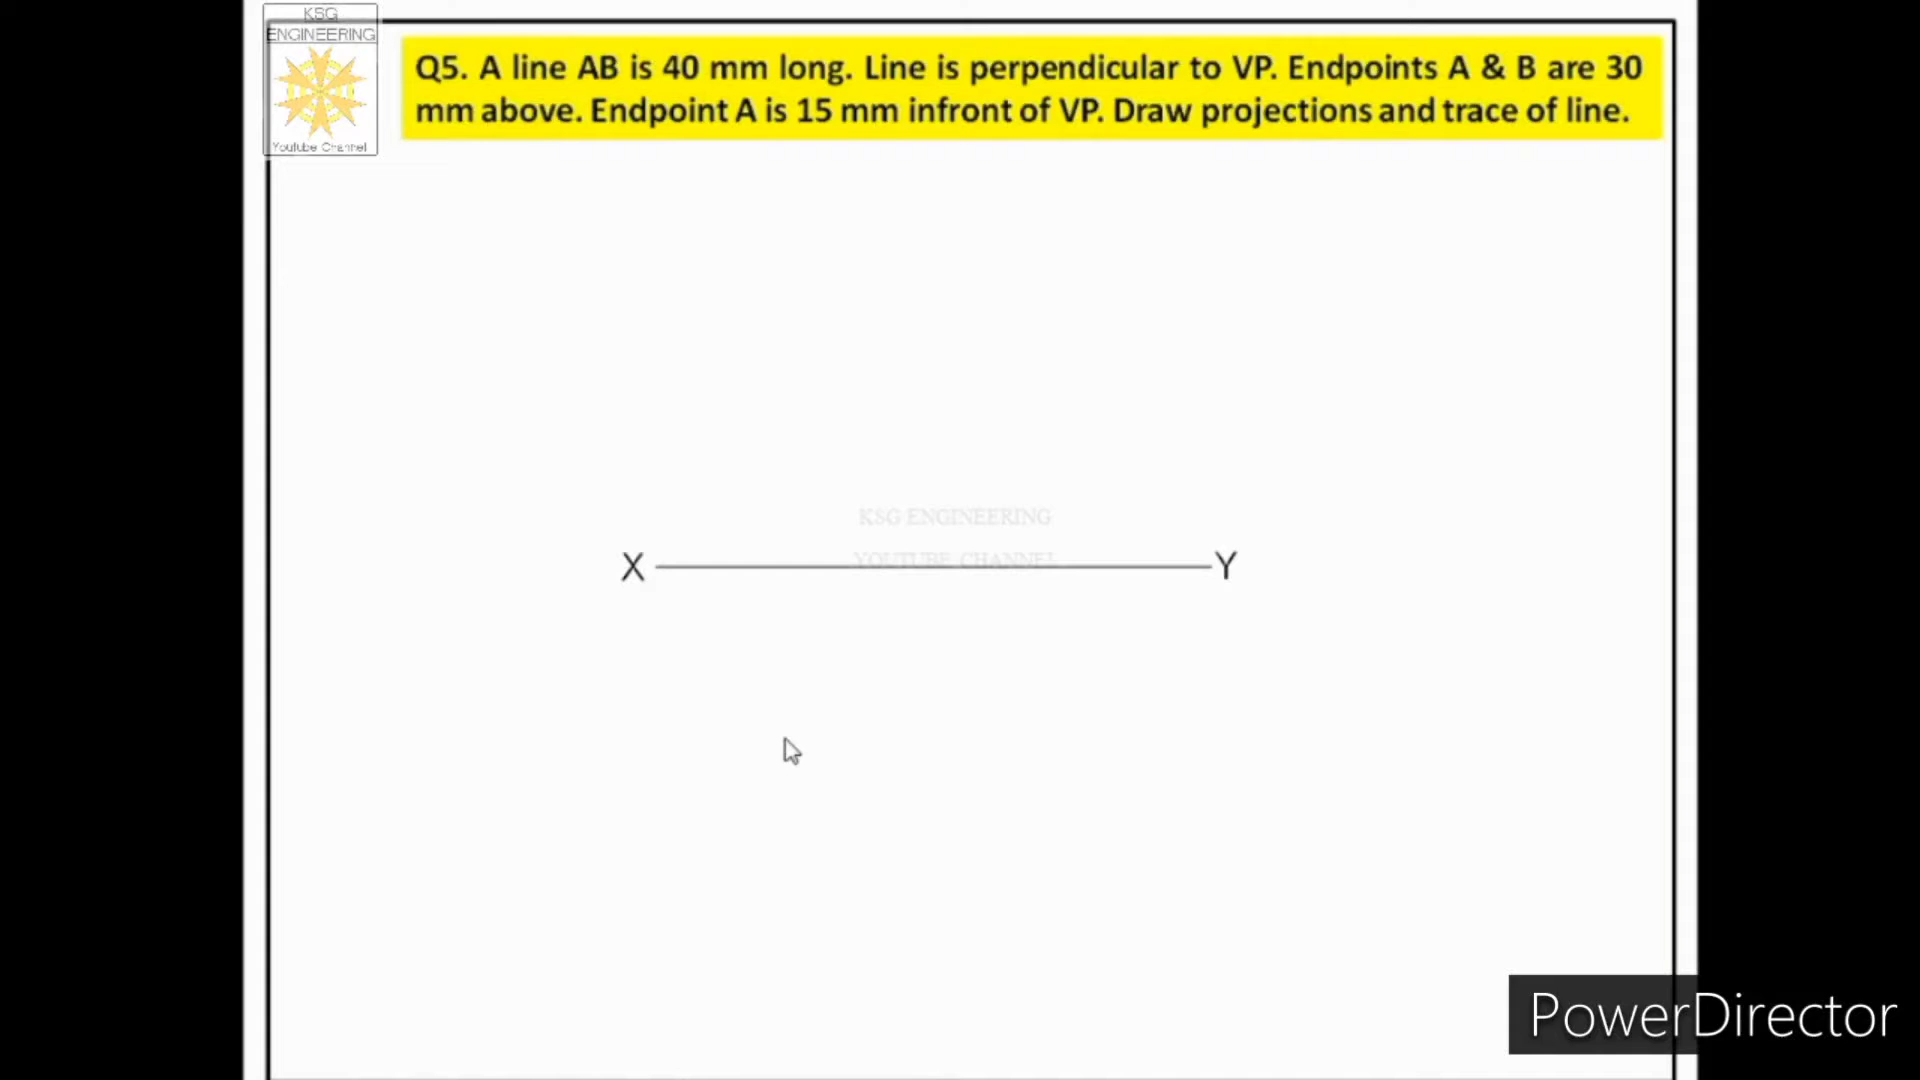 KSG
ENGINEERING
Youtube Channel
Q5. A line AB is 40 mm long. Line is perpendicular to VP. Endpoints A & B are 30
mm above. Endpoint A is 15 mm infront of VP. Draw projections and trace of line.
KSG ENGINEERING
YOUTUBE CHANNEL
X
Y
PowerDirector